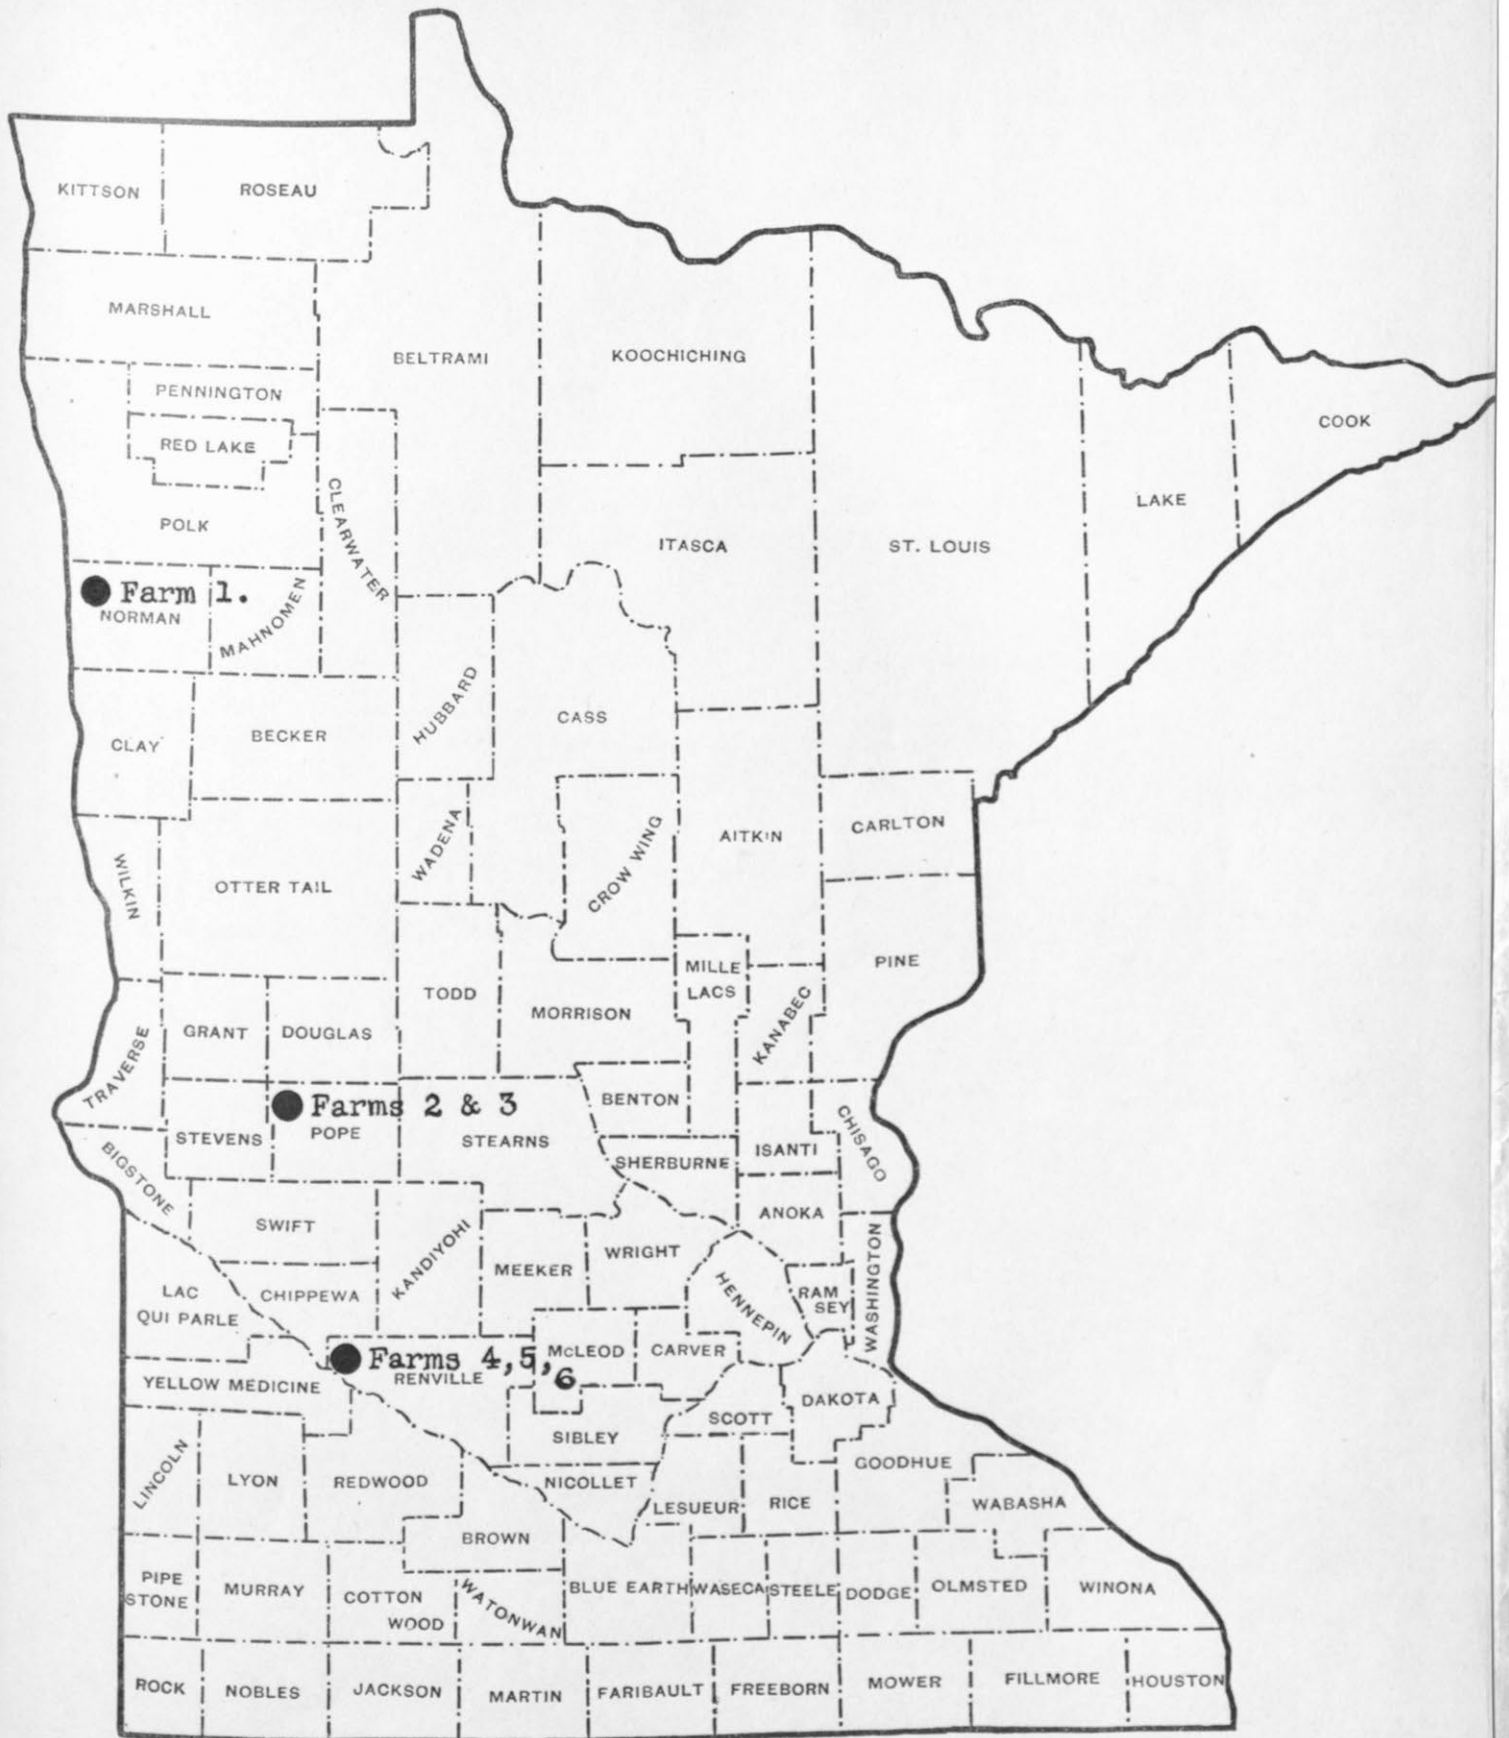 KITTSON
ROSEAU
MARSHALL
BELTRAMI
KOOCHICHING
PENNINGTON
RED LAKE
COOK
CLEARWATER
LAKE
POLK
ITASCA
ST. LOUIS
Farm 1.
NORMAN
MAHNOMEN
HUBBARD
CASS
CLAY
BECKER
WADENA
CROW WING
AITKIN
CARLTON
WILKIN
OTTER TAIL
PINE
MILLE
LACS
TODD
MORRISON
KANABEC
GRANT
DOUGLAS
TRAVERSE
Farms 2 & 3
BENTON
STEVENS
POPE
STEARNS
CHISAGO
ISANTI
SHERBURNE
BIGSTONE
ANOKA
SWIFT
KANDIYOHI
WRIGHT
MEEKER
WASHINGTON
LAC
QUI PARLE
CHIPPEWA
HENNEPIN
RAM
SEY
McLEOD
CARVER
Farms 4,5,
6
RENVILLE
YELLOW MEDICINE
DAKOTA
SCOTT
SIBLEY
GOODHUE
LINCOLN
LYON
REDWOOD
NICOLLET
LESUEUR
RICE
WABASHA
BROWN
PIPE
STONE
MURRAY
COTTON
WOOD
WATONWAN
BLUE EARTH
WASECA
STEELE
DODGE
OLMSTED
WINONA
ROCK
NOBLES
JACKSON
MARTIN
FARIBAULT
FREEBORN
MOWER
FILLMORE
HOUSTON